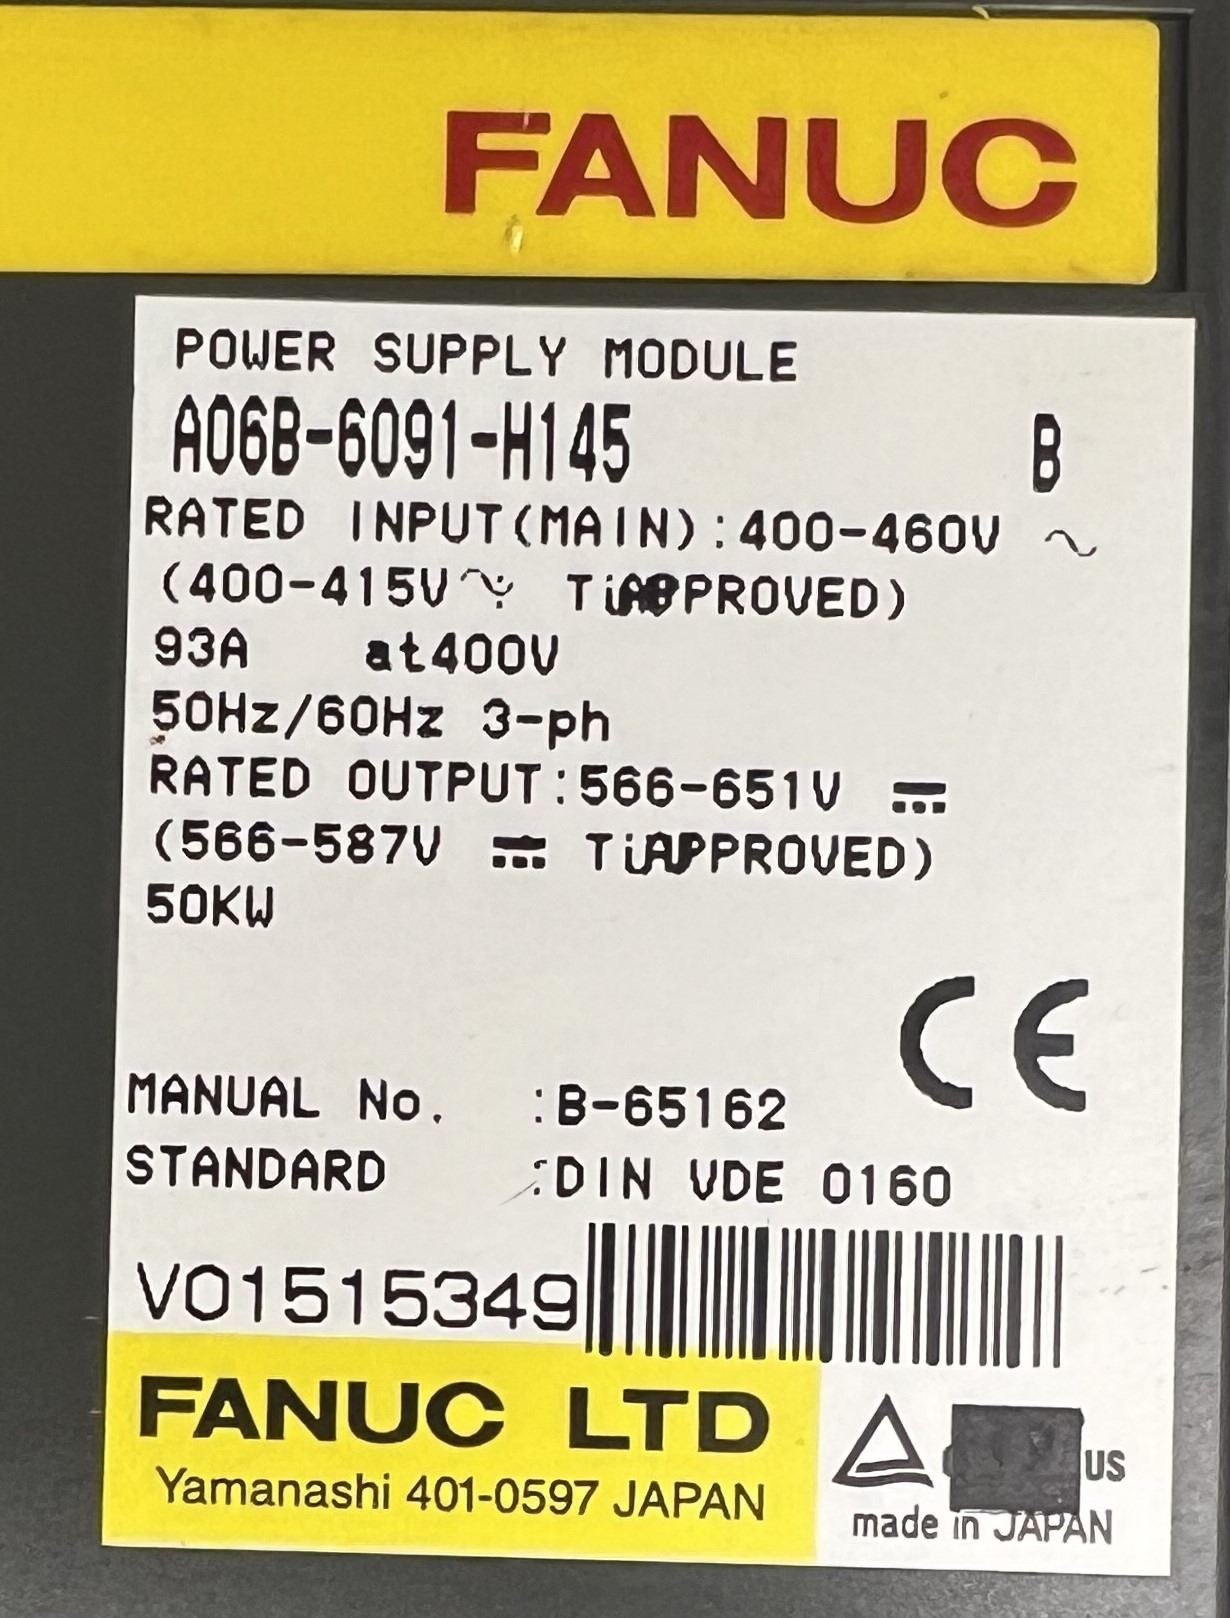 FANUC
POWER SUPPLY MODULE
A06B-6091-H145 B
RATED INPUT(MAIN):400-460V ~
(400-415V~ APPROVED)
93A at400V
50Hz/60Hz 3-ph
RATED OUTPUT:566-651V ⎓
(566-587V ⎓ APPROVED)
50KW
CE
MANUAL No. :B-65162
STANDARD :DIN VDE 0160
V01515349
FANUC LTD
Yamanashi 401-0597 JAPAN
US
made in JAPAN